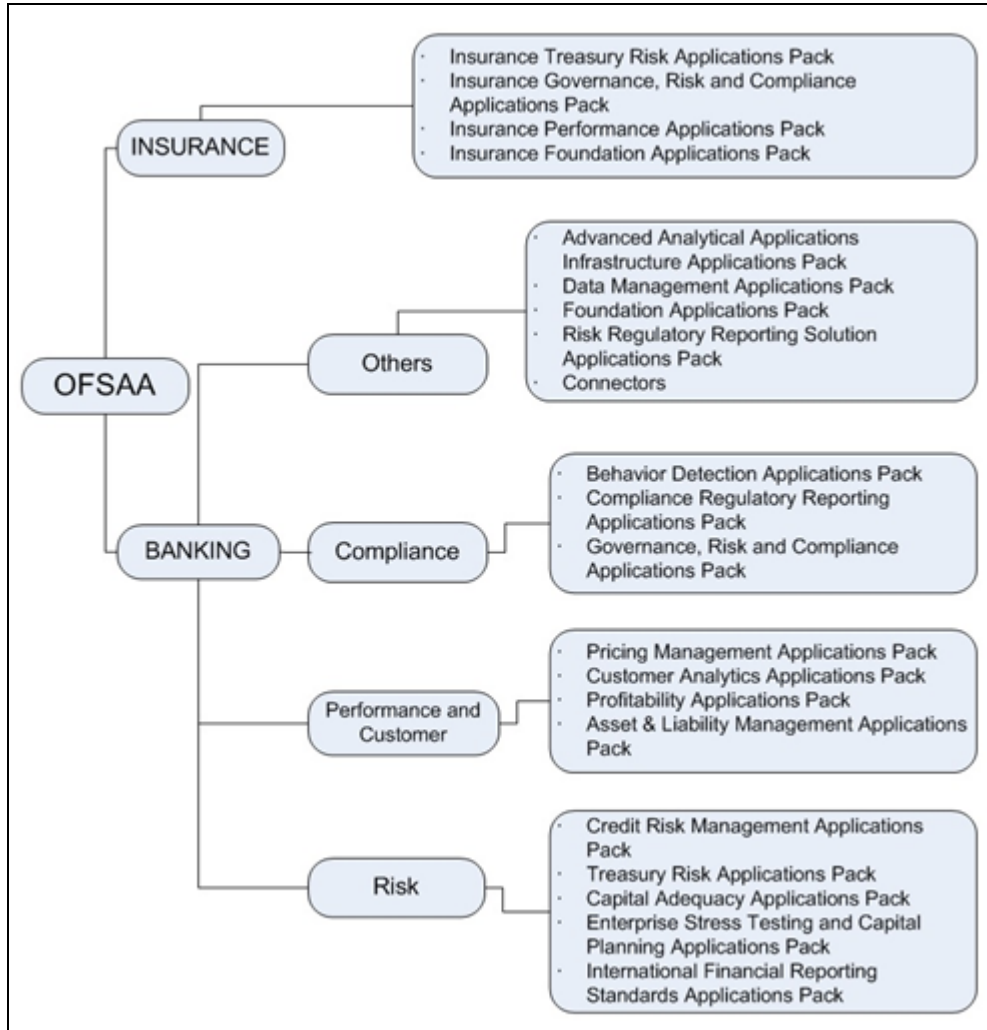 OFSAA
INSURANCE
· Insurance Treasury Risk Applications Pack
· Insurance Governance, Risk and Compliance
Applications Pack
· Insurance Performance Applications Pack
· Insurance Foundation Applications Pack
BANKING
Others
· Advanced Analytical Applications
Infrastructure Applications Pack
· Data Management Applications Pack
· Foundation Applications Pack
· Risk Regulatory Reporting Solution
Applications Pack
· Connectors
Compliance
· Behavior Detection Applications Pack
· Compliance Regulatory Reporting
Applications Pack
· Governance, Risk and Compliance
Applications Pack
Performance and
Customer
· Pricing Management Applications Pack
· Customer Analytics Applications Pack
· Profitability Applications Pack
· Asset & Liability Management Applications
Pack
Risk
· Credit Risk Management Applications
Pack
· Treasury Risk Applications Pack
· Capital Adequacy Applications Pack
· Enterprise Stress Testing and Capital
Planning Applications Pack
· International Financial Reporting
Standards Applications Pack